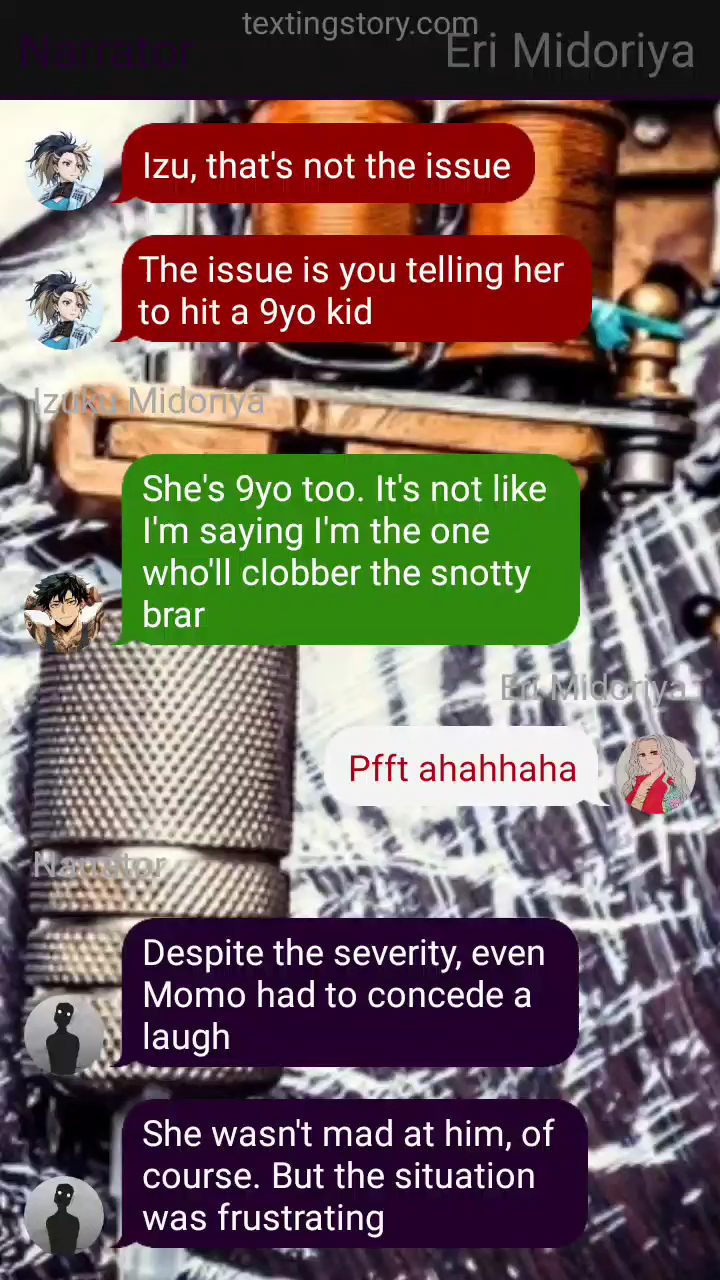 textingstory.com
Narrator
Eri Midoriya
Izu, that's not the issue
The issue is you telling her
to hit a 9yo kid
Izuku Midoriya
She's 9yo too. It's not like
I'm saying I'm the one
who'll clobber the snotty
brar
Eri Midoriya
Pfft ahahhaha
Narrator
Despite the severity, even
Momo had to concede a
laugh
She wasn't mad at him, of
course. But the situation
was frustrating